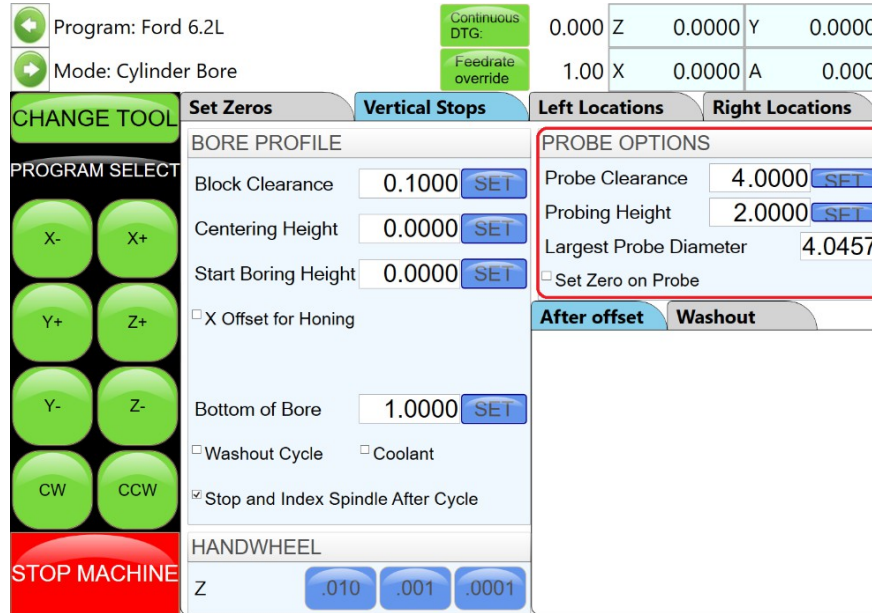 Program: Ford 6.2L
Continuous DTG:
0.000
Z 0.0000
Y 0.0000
Mode: Cylinder Bore
Feedrate override
1.00
X 0.0000
A 0.000
CHANGE TOOL
PROGRAM SELECT
X-
X+
Y+
Z+
Y-
Z-
CW
CCW
STOP MACHINE
Set Zeros
Vertical Stops
Left Locations
Right Locations
BORE PROFILE
Block Clearance 0.1000 SET
Centering Height 0.0000 SET
Start Boring Height 0.0000 SET
X Offset for Honing
Bottom of Bore 1.0000 SET
Washout Cycle
Coolant
Stop and Index Spindle After Cycle
HANDWHEEL
Z .010 .001 .0001
PROBE OPTIONS
Probe Clearance 4.0000 SET
Probing Height 2.0000 SET
Largest Probe Diameter 4.0457
Set Zero on Probe
After offset
Washout